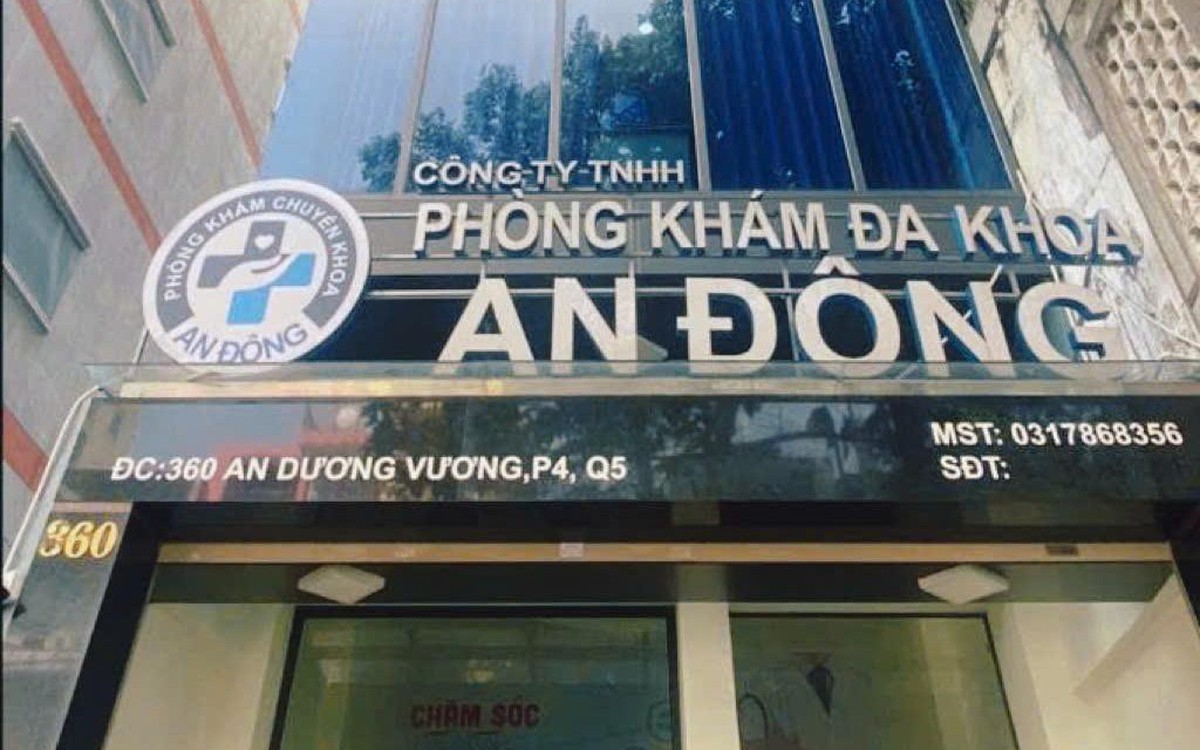 CÔNG TY TNHH
PHÒNG KHÁM ĐA KHOA
AN ĐÔNG
PHÒNG KHÁM CHUYÊN KHOA
AN ĐÔNG
MST: 0317868356
ĐC:360 AN DƯƠNG VƯƠNG,P4, Q5
SĐT:
360
CHĂM SÓC